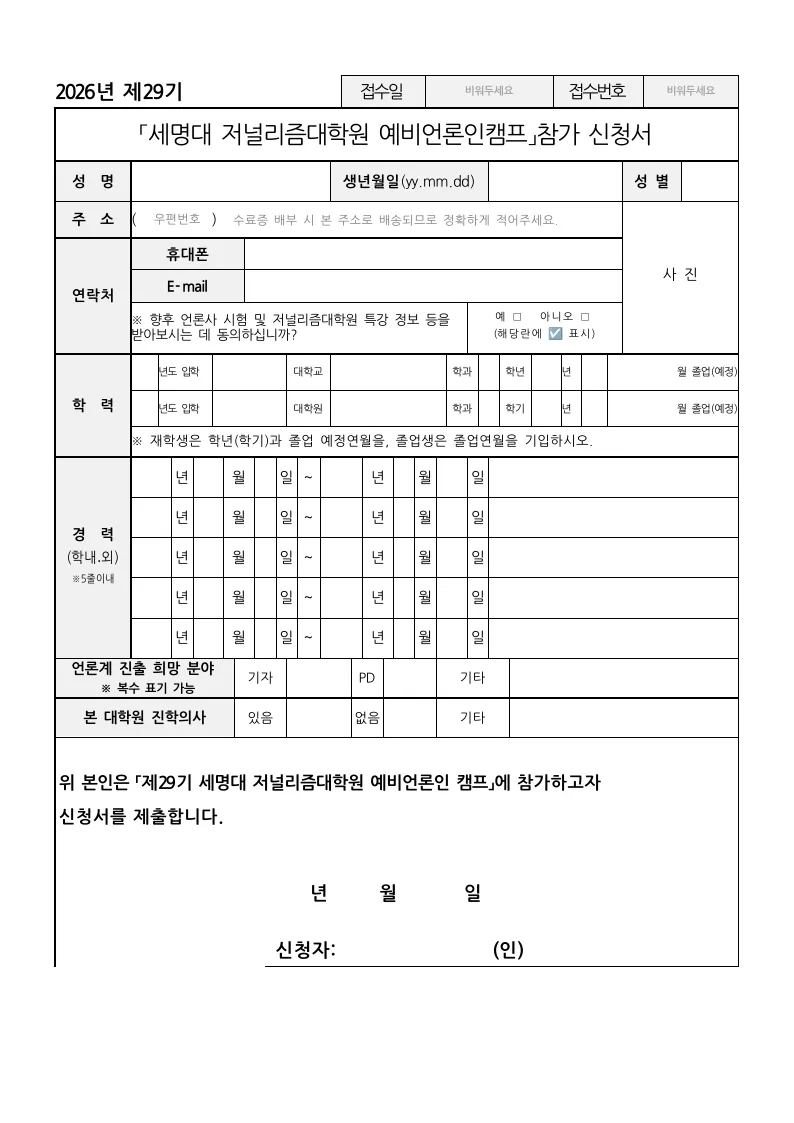 2026년 제29기 접수일 비워두세요 접수번호 비워두세요
「세명대 저널리즘대학원 예비언론인캠프」참가 신청서
성 명 생년월일(yy.mm.dd) 성 별
주 소 ( 우편번호 ) 수료증 배부 시 본 주소로 배송되므로 정확하게 적어주세요.
사 진
연락처
휴대폰
E-mail
※ 향후 언론사 시험 및 저널리즘대학원 특강 정보 등을
받아보시는 데 동의하십니까?
예 □ 아니오 □
(해당란에 ☑ 표시)
학 력
년도 입학 대학교 학과 학년 년 월 졸업(예정)
년도 입학 대학원 학과 학기 년 월 졸업(예정)
※ 재학생은 학년(학기)과 졸업 예정연월을, 졸업생은 졸업연월을 기입하시오.
경 력
(학내.외)
※5줄이내
년 월 일 ~ 년 월 일
년 월 일 ~ 년 월 일
년 월 일 ~ 년 월 일
년 월 일 ~ 년 월 일
년 월 일 ~ 년 월 일
언론계 진출 희망 분야
※ 복수 표기 가능
기자 PD 기타
본 대학원 진학의사 있음 없음 기타
위 본인은 「제29기 세명대 저널리즘대학원 예비언론인 캠프」에 참가하고자
신청서를 제출합니다.
년 월 일
신청자: (인)